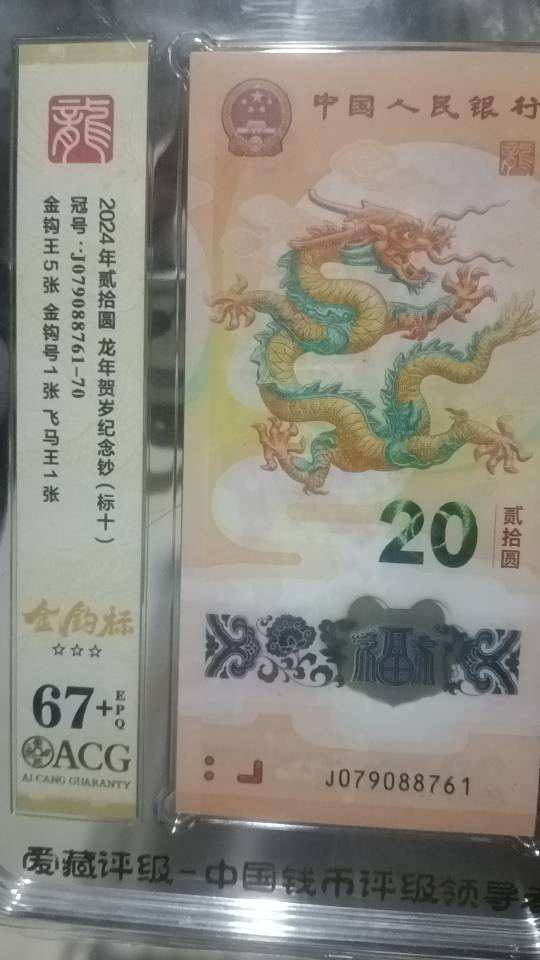 龍
2024年贰拾圆 龙年贺岁纪念钞(标十)
冠号:J079088761-70
金钩王5张 金钩号1张 飞马王1张
金钩标
67+EPQ
ACG
AI CANG GUARANTY
中国人民银行
龍
20
贰拾圆
福
J079088761
爱藏评级-中国钱币评级领导者